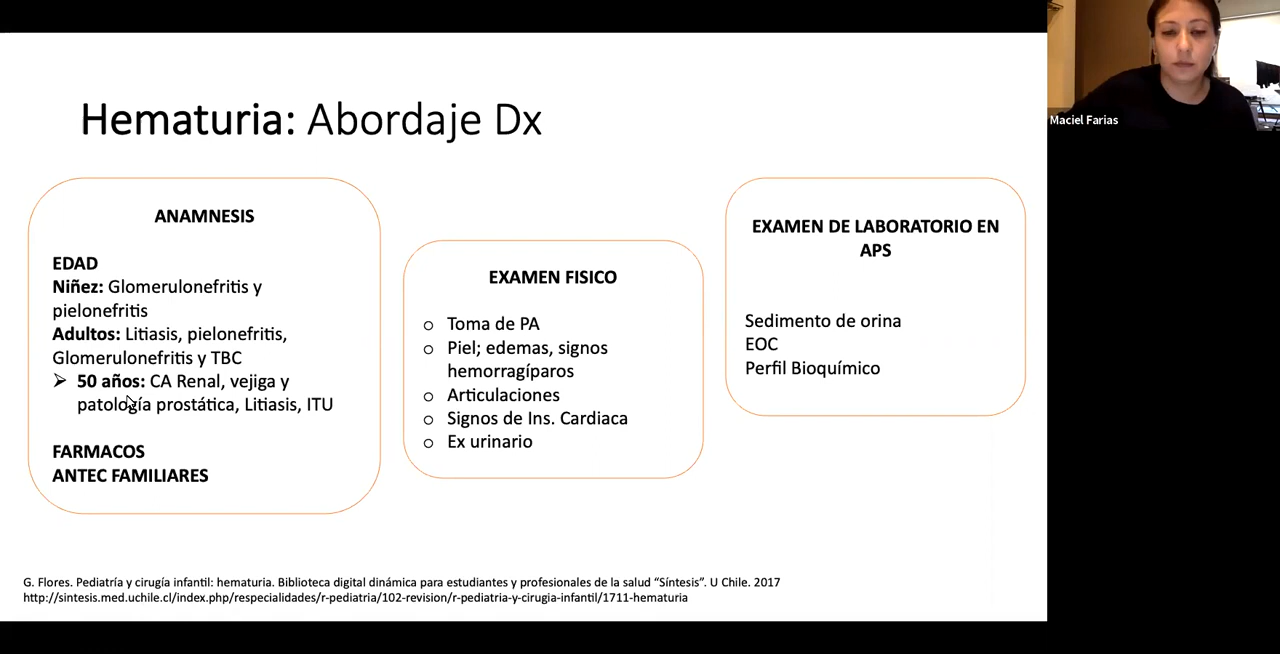 Hematuria: Abordaje Dx
ANAMNESIS
EDAD
Niñez: Glomerulonefritis y
pielonefritis
Adultos: Litiasis, pielonefritis,
Glomerulonefritis y TBC
➢ 50 años: CA Renal, vejiga y
patología prostática, Litiasis, ITU
FARMACOS
ANTEC FAMILIARES
EXAMEN FISICO
o Toma de PA
o Piel; edemas, signos
hemorragíparos
o Articulaciones
o Signos de Ins. Cardiaca
o Ex urinario
EXAMEN DE LABORATORIO EN
APS
Sedimento de orina
EOC
Perfil Bioquímico
G. Flores. Pediatría y cirugía infantil: hematuria. Biblioteca digital dinámica para estudiantes y profesionales de la salud “Síntesis”. U Chile. 2017
http://sintesis.med.uchile.cl/index.php/respecialidades/r-pediatria/102-revision/r-pediatria-y-cirugia-infantil/1711-hematuria
Maciel Farias